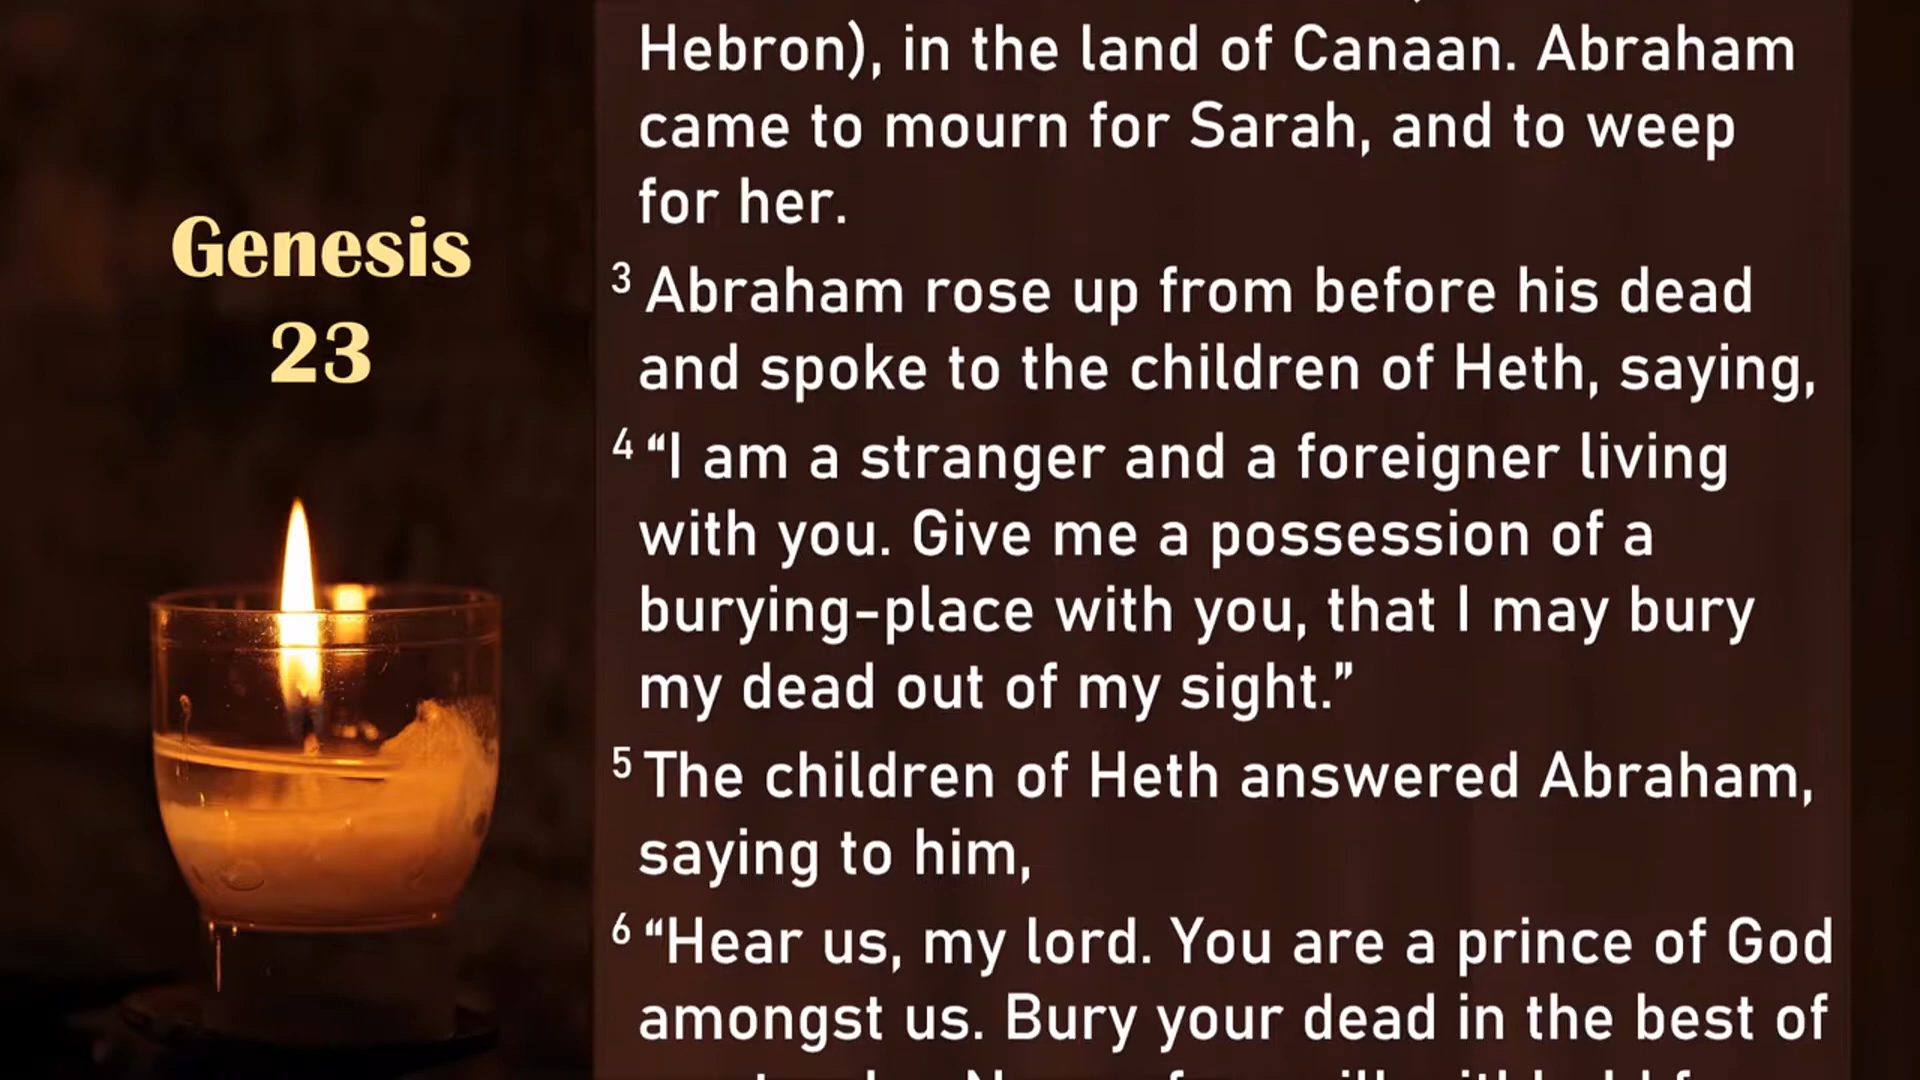 Genesis
23
Hebron), in the land of Canaan. Abraham
came to mourn for Sarah, and to weep
for her.
3 Abraham rose up from before his dead
and spoke to the children of Heth, saying,
4 “I am a stranger and a foreigner living
with you. Give me a possession of a
burying-place with you, that I may bury
my dead out of my sight.”
5 The children of Heth answered Abraham,
saying to him,
6 “Hear us, my lord. You are a prince of God
amongst us. Bury your dead in the best of